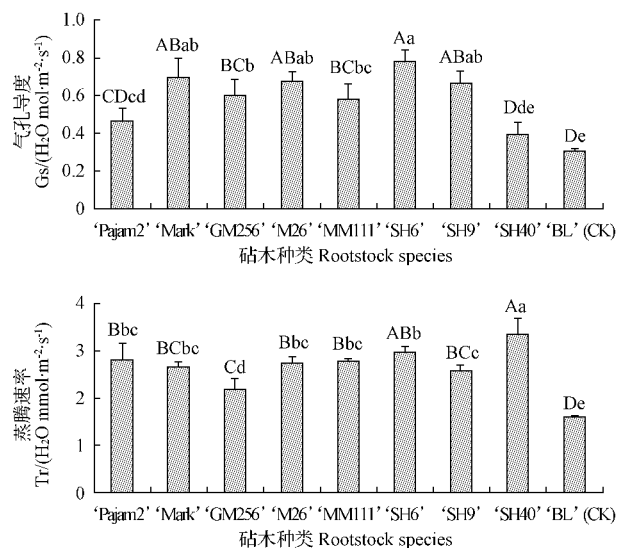 气孔导度
Gs/(H₂O mol·m⁻²·s⁻¹)
0.8
0.6
0.4
0.2
0
CDcd
ABab
BCb
ABab
BCbc
Aa
ABab
Dde
De
‘Pajam2’ ‘Mark’ ‘GM256’ ‘M26’ ‘MM111’ ‘SH6’ ‘SH9’ ‘SH40’ ‘BL’ (CK)
砧木种类 Rootstock species
蒸腾速率
Tr/(H₂O mmol·m⁻²·s⁻¹)
4
3
2
1
0
Bbc
BCbc
Cd
Bbc
Bbc
ABb
BCc
Aa
De
‘Pajam2’ ‘Mark’ ‘GM256’ ‘M26’ ‘MM111’ ‘SH6’ ‘SH9’ ‘SH40’ ‘BL’ (CK)
砧木种类 Rootstock species
1.0